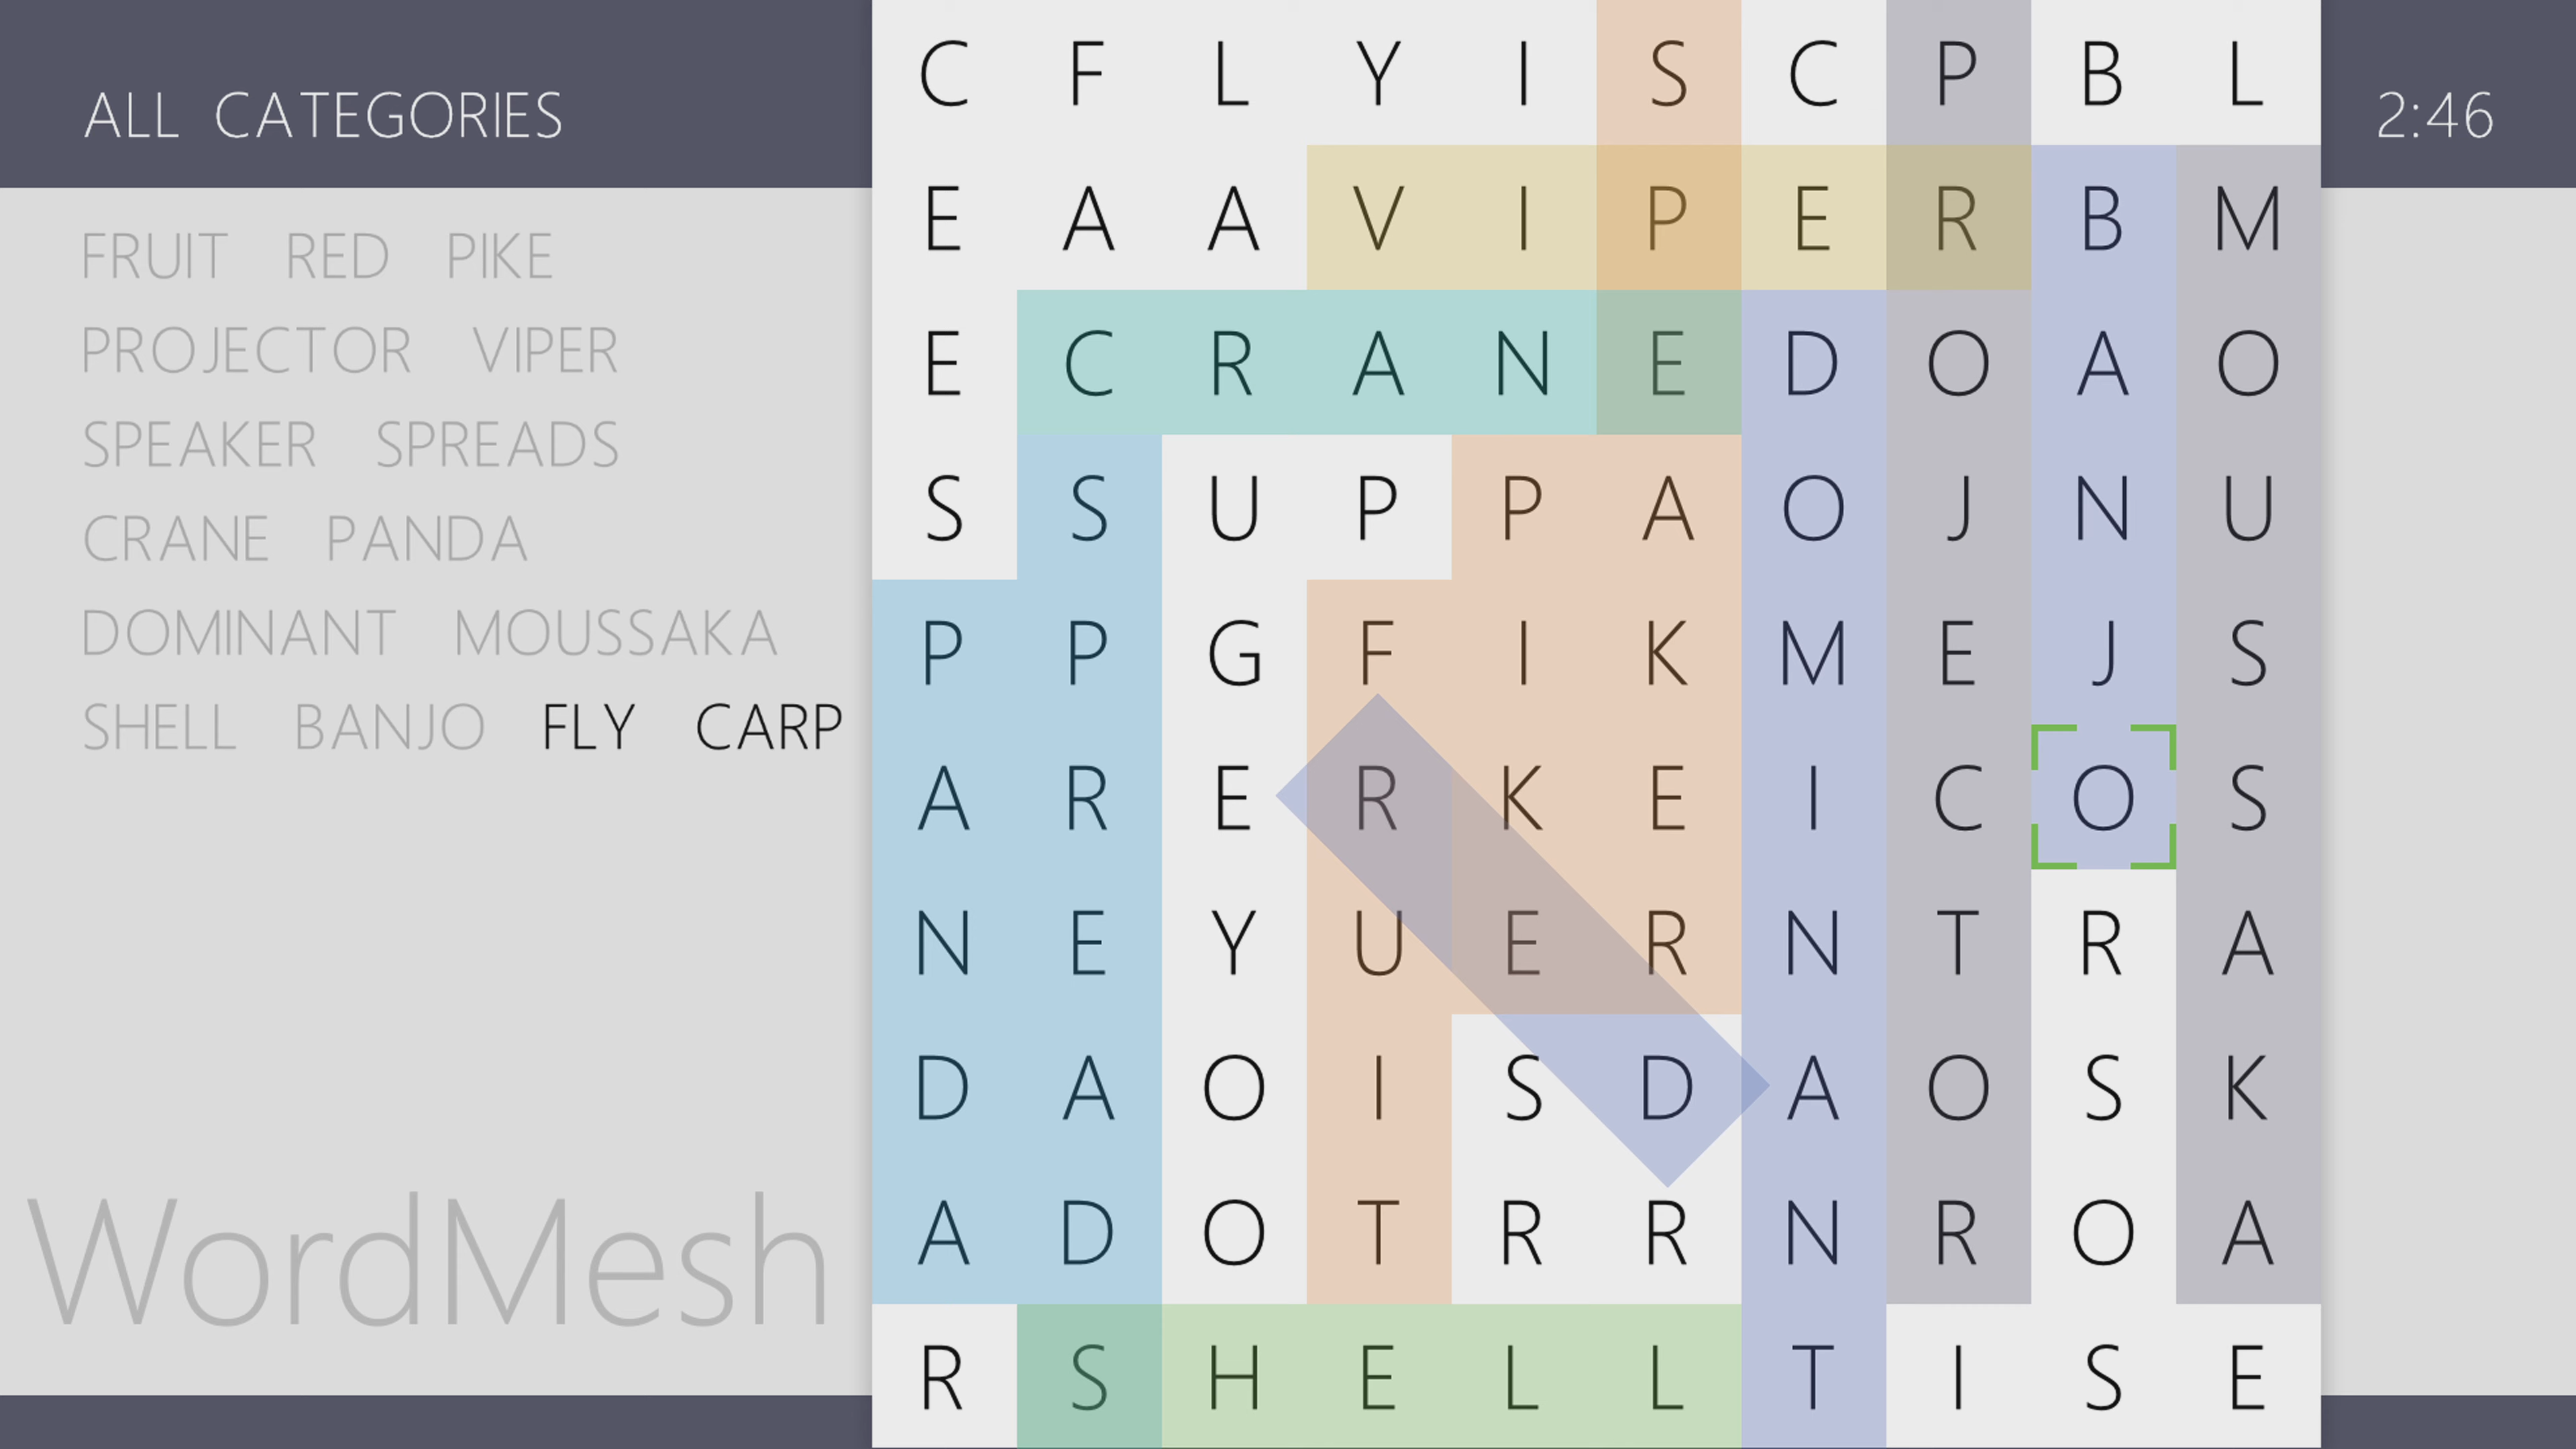 ALL CATEGORIES
2:46
FRUIT RED PIKE
PROJECTOR VIPER
SPEAKER SPREADS
CRANE PANDA
DOMINANT MOUSSAKA
SHELL BANJO FLY CARP
C F L Y I S C P B L
E A A V I P E R B M
E C R A N E D O A O
S S U P P A O J N U
P P G F I K M E J S
A R E R K E I C O S
N E Y U E R N T R A
D A O I S D A O S K
A D O T R R N R O A
R S H E L L T I S E
WordMesh